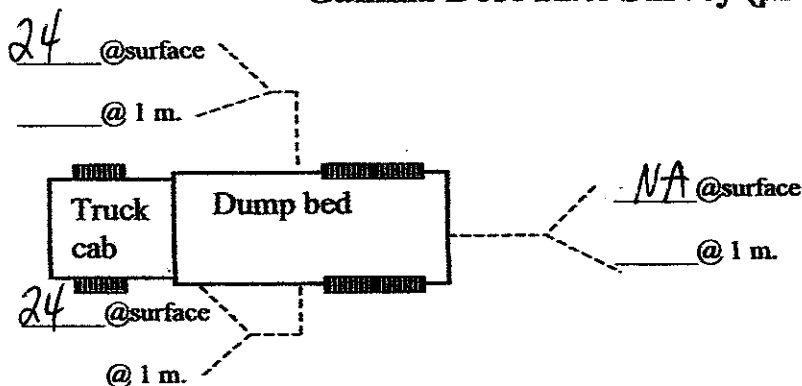 24 @surface
@ 1 m.
NA @surface
Truck cab
Dump bed
@ 1 m.
24 @surface
@ 1 m.